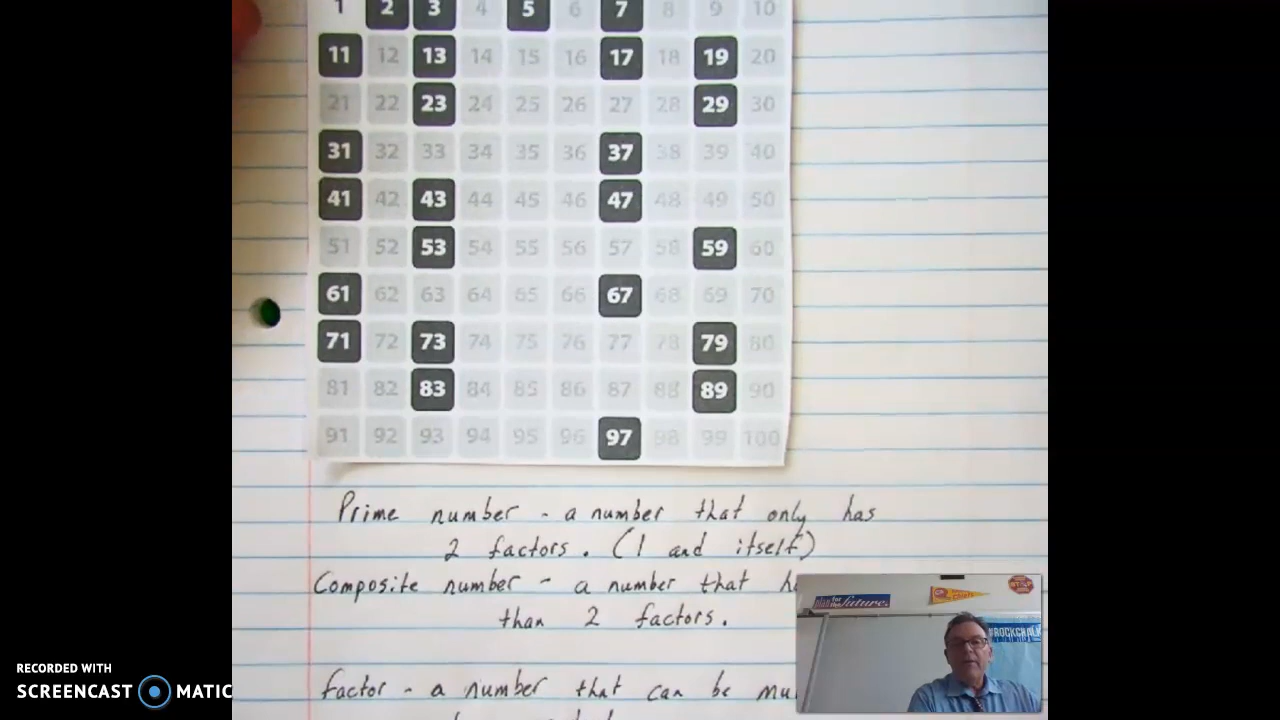 1 2 3 4 5 6 7 8 9 10
11 12 13 14 15 16 17 18 19 20
21 22 23 24 25 26 27 28 29 30
31 32 33 34 35 36 37 38 39 40
41 42 43 44 45 46 47 48 49 50
51 52 53 54 55 56 57 58 59 60
61 62 63 64 65 66 67 68 69 70
71 72 73 74 75 76 77 78 79 80
81 82 83 84 85 86 87 88 89 90
91 92 93 94 95 96 97 98 99 100
Prime number - a number that only has
2 factors. (1 and itself)
Composite number - a number that
than 2 factors.
factor - a number that can be
for the future.
#ROCKCHALK
RECORDED WITH
SCREENCAST MATIC